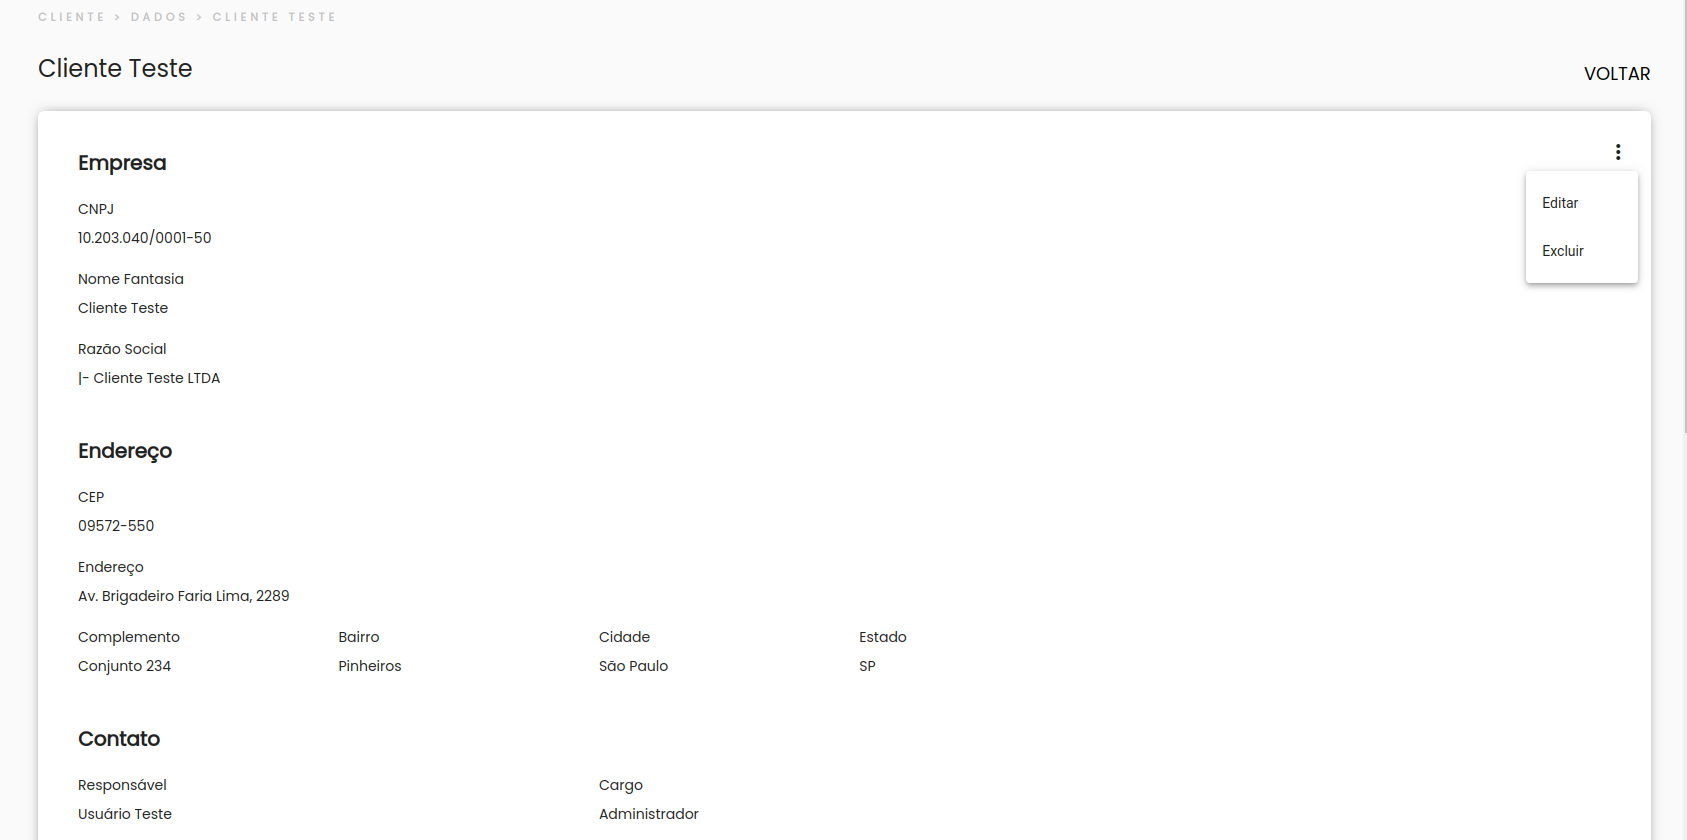 CLIENTE > DADOS > CLIENTE TESTE
Cliente Teste
VOLTAR
Empresa
Editar
Excluir
CNPJ
10.203.040/0001-50
Nome Fantasia
Cliente Teste
Razão Social
|- Cliente Teste LTDA
Endereço
CEP
09572-550
Endereço
Av. Brigadeiro Faria Lima, 2289
Complemento Bairro Cidade Estado
Conjunto 234 Pinheiros São Paulo SP
Contato
Responsável Cargo
Usuário Teste Administrador